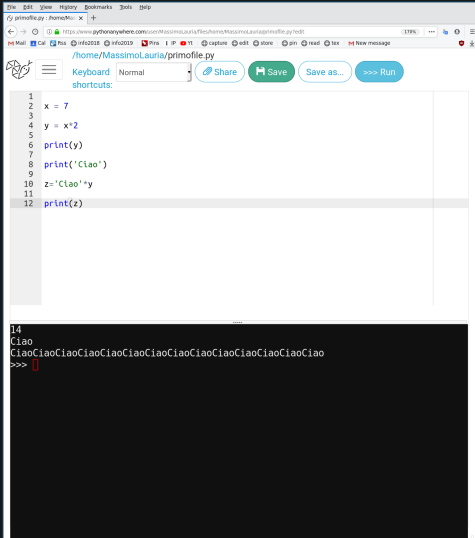 File Edit View History Bookmarks Tools Help
primofile.py : /home/Mas × +
https://www.pythonanywhere.com/user/MassimoLauria/files/home/MassimoLauria/primofile.py?edit 170% ...
Mail Cal Rss info2018 info2019 Pins t IP YT capture edit store pin read tex New message
/home/MassimoLauria/primofile.py
Keyboard shortcuts: Normal Share Save Save as... >>> Run
1
2 x = 7
3
4 y = x*2
5
6 print(y)
7
8 print('Ciao')
9
10 z='Ciao'*y
11
12 print(z)
14
Ciao
CiaoCiaoCiaoCiaoCiaoCiaoCiaoCiaoCiaoCiaoCiaoCiaoCiaoCiao
>>>